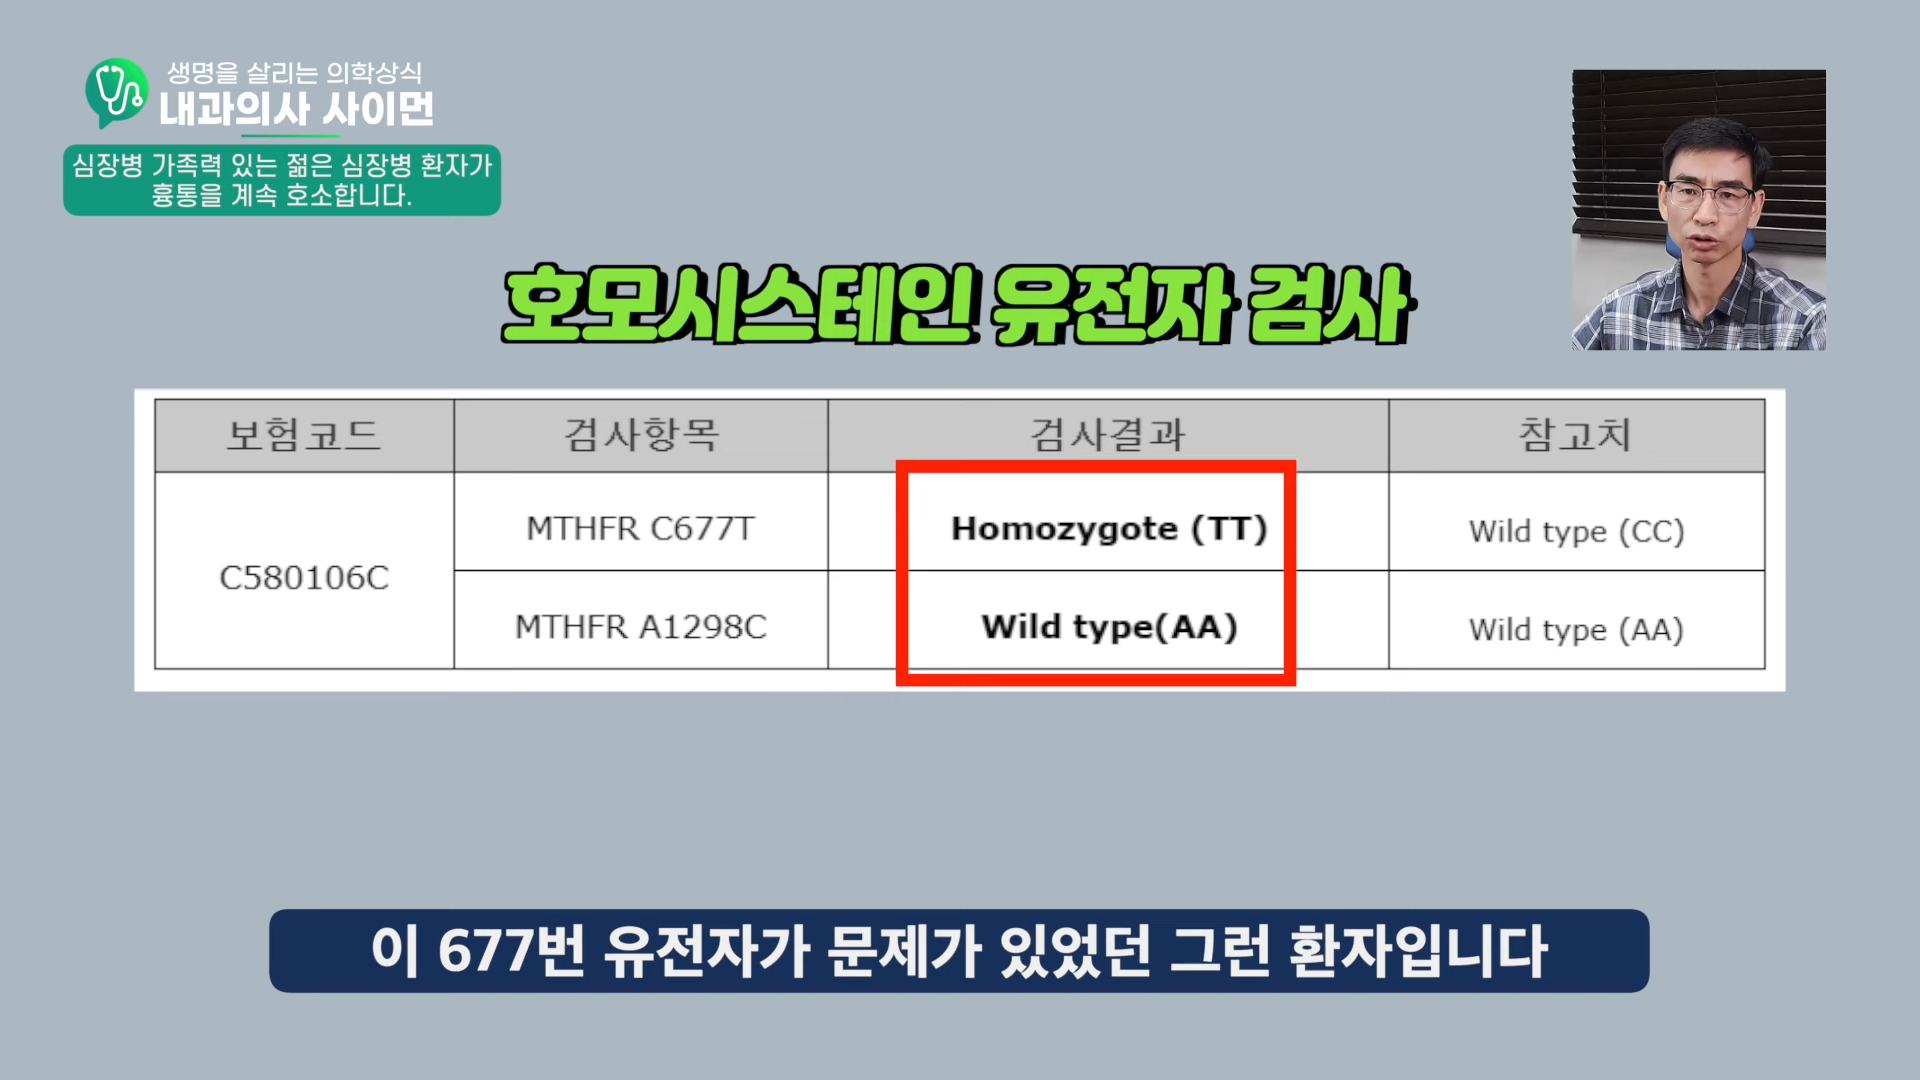 생명을 살리는 의학상식
내과의사 사이먼
심장병 가족력 있는 젊은 심장병 환자가
흉통을 계속 호소합니다.
호모시스테인 유전자 검사
보험코드 검사항목 검사결과 참고치
C580106C
MTHFR C677T Homozygote (TT) Wild type (CC)
MTHFR A1298C Wild type(AA) Wild type (AA)
이 677번 유전자가 문제가 있었던 그런 환자입니다